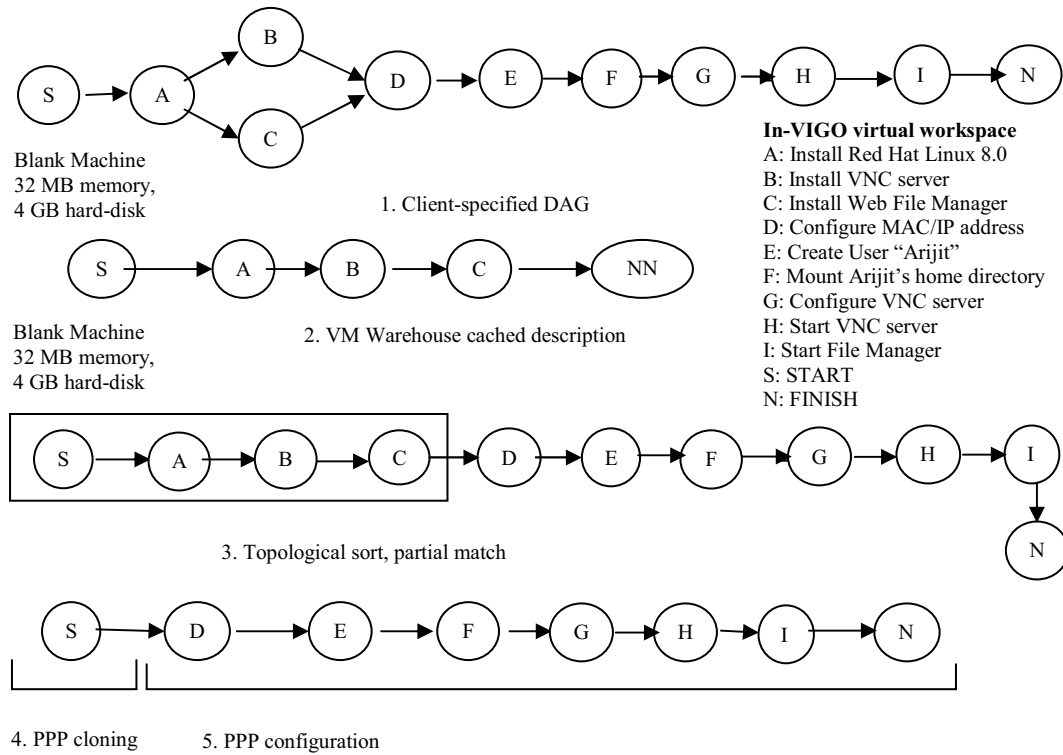 B
S A D E F G H I N
C
Blank Machine
32 MB memory,
4 GB hard-disk
1. Client-specified DAG
In-VIGO virtual workspace
A: Install Red Hat Linux 8.0
B: Install VNC server
C: Install Web File Manager
D: Configure MAC/IP address
E: Create User “Arijit”
F: Mount Arijit’s home directory
G: Configure VNC server
H: Start VNC server
I: Start File Manager
S: START
N: FINISH
S A B C NN
Blank Machine
32 MB memory,
4 GB hard-disk
2. VM Warehouse cached description
S A B C D E F G H I
N
3. Topological sort, partial match
S D E F G H I N
4. PPP cloning
5. PPP configuration